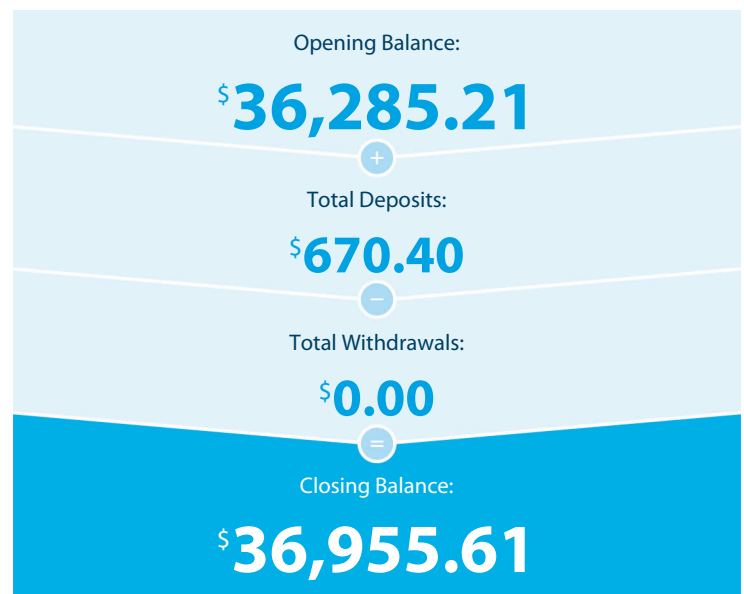 Opening Balance:
$36,285.21
+
Total Deposits:
$670.40
−
Total Withdrawals:
$0.00
=
Closing Balance:
$36,955.61